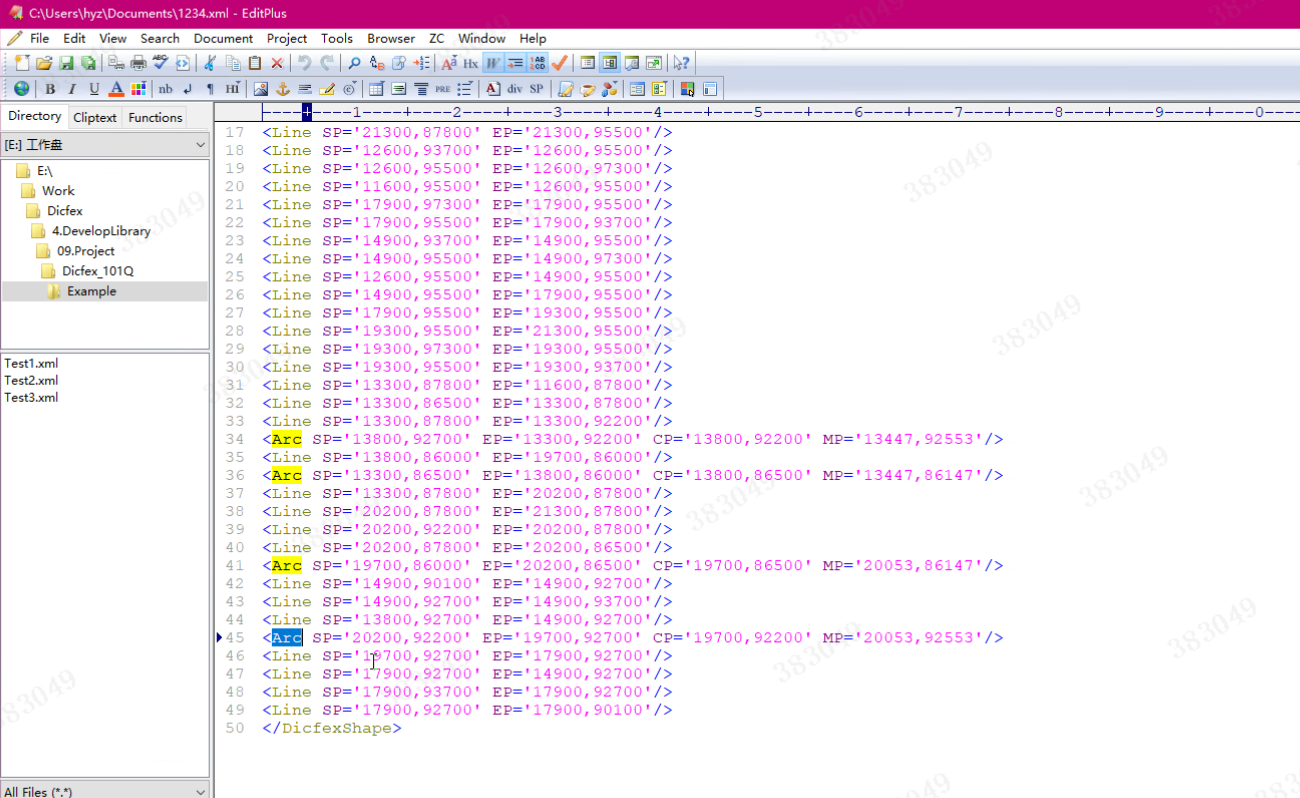 C:\Users\hyz\Documents\1234.xml - EditPlus
File Edit View Search Document Project Tools Browser ZC Window Help
B I U A nb HI PRE A div SP
Directory Cliptext Functions
[E:] 工作盘
E:\
Work
Dicfex
4.DevelopLibrary
09.Project
Dicfex_101Q
Example
Test1.xml
Test2.xml
Test3.xml
All Files (*.*)
----+----1----+----2----+----3----+----4----+----5----+----6----+----7----+----8----+----9----+----0----
17 <Line SP='21300,87800' EP='21300,95500'/>
18 <Line SP='12600,93700' EP='12600,95500'/>
19 <Line SP='12600,95500' EP='12600,97300'/>
20 <Line SP='11600,95500' EP='12600,95500'/>
21 <Line SP='17900,97300' EP='17900,95500'/>
22 <Line SP='17900,95500' EP='17900,93700'/>
23 <Line SP='14900,93700' EP='14900,95500'/>
24 <Line SP='14900,95500' EP='14900,97300'/>
25 <Line SP='12600,95500' EP='14900,95500'/>
26 <Line SP='14900,95500' EP='17900,95500'/>
27 <Line SP='17900,95500' EP='19300,95500'/>
28 <Line SP='19300,95500' EP='21300,95500'/>
29 <Line SP='19300,97300' EP='19300,95500'/>
30 <Line SP='19300,95500' EP='19300,93700'/>
31 <Line SP='13300,87800' EP='11600,87800'/>
32 <Line SP='13300,86500' EP='13300,87800'/>
33 <Line SP='13300,87800' EP='13300,92200'/>
34 <Arc SP='13800,92700' EP='13300,92200' CP='13800,92200' MP='13447,92553'/>
35 <Line SP='13800,86000' EP='19700,86000'/>
36 <Arc SP='13300,86500' EP='13800,86000' CP='13800,86500' MP='13447,86147'/>
37 <Line SP='13300,87800' EP='20200,87800'/>
38 <Line SP='20200,87800' EP='21300,87800'/>
39 <Line SP='20200,92200' EP='20200,87800'/>
40 <Line SP='20200,87800' EP='20200,86500'/>
41 <Arc SP='19700,86000' EP='20200,86500' CP='19700,86500' MP='20053,86147'/>
42 <Line SP='14900,90100' EP='14900,92700'/>
43 <Line SP='14900,92700' EP='14900,93700'/>
44 <Line SP='13800,92700' EP='14900,92700'/>
45 <Arc SP='20200,92200' EP='19700,92700' CP='19700,92200' MP='20053,92553'/>
46 <Line SP='19700,92700' EP='17900,92700'/>
47 <Line SP='17900,92700' EP='14900,92700'/>
48 <Line SP='17900,93700' EP='17900,92700'/>
49 <Line SP='17900,92700' EP='17900,90100'/>
50 </DicfexShape>
383049